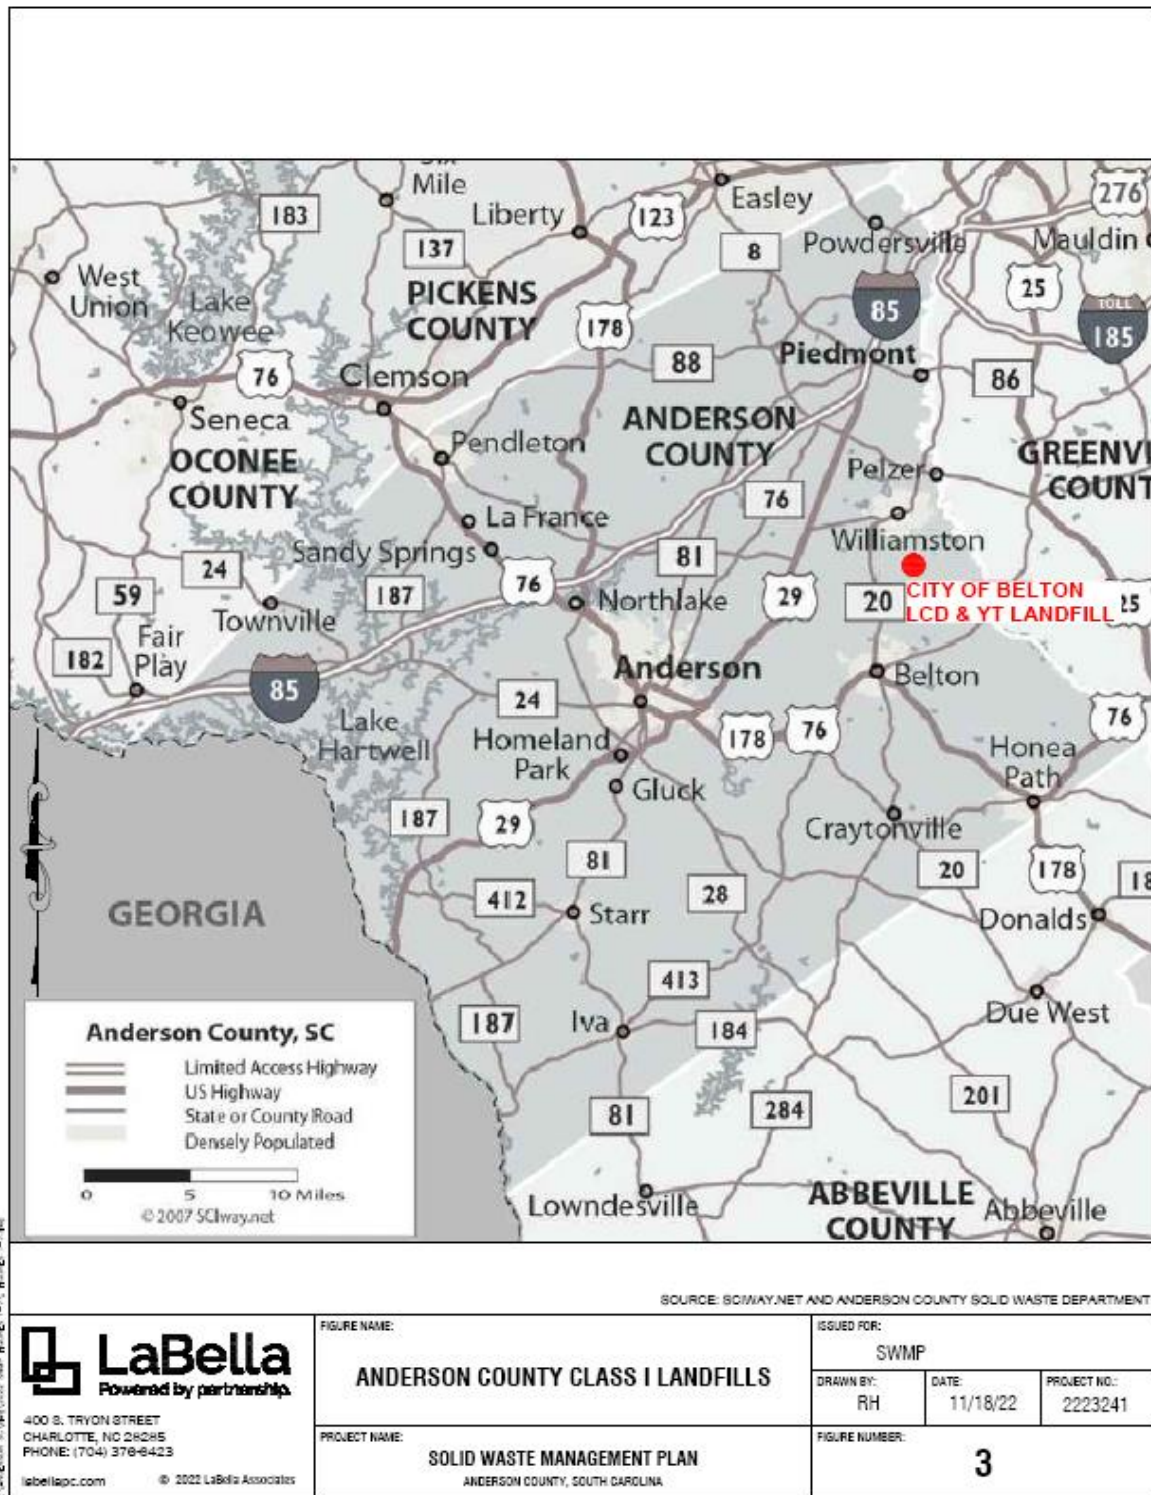 Six
Mile
183
Liberty
123
Easley
276
137
8
Powdersville
Mauldin
West
Union
Lake
Keowee
PICKENS
COUNTY
178
85
25
TOLL
185
76
Clemson
88
Piedmont
86
Seneca
ANDERSON
COUNTY
Pendleton
OCONEE
COUNTY
Pelzer
GREENVI
COUNT
76
La France
Williamston
Sandy Springs
81
24
59
187
76
Northlake
29
20
CITY OF BELTON
LCD & YT LANDFILL
25
Townville
Fair
Play
182
85
Anderson
Belton
24
Lake
Hartwell
Homeland
Park
178
76
76
Honea
Path
Gluck
187
29
Craytonville
81
412
28
20
178
18
GEORGIA
Starr
Donalds
413
187
Iva
184
Due West
81
284
201
Lowndesville
ABBEVILLE
COUNTY
Abbeville
Anderson County, SC
Limited Access Highway
US Highway
State or County Road
Densely Populated
0 5 10 Miles
© 2007 SCIway.net
SOURCE: SCIWAY.NET AND ANDERSON COUNTY SOLID WASTE DEPARTMENT
LaBella
Powered by partnership.
400 S. TRYON STREET
CHARLOTTE, NC 28285
PHONE: (704) 376-6423
labellapc.com © 2022 LaBella Associates
FIGURE NAME:
ANDERSON COUNTY CLASS I LANDFILLS
PROJECT NAME:
SOLID WASTE MANAGEMENT PLAN
ANDERSON COUNTY, SOUTH CAROLINA
ISSUED FOR:
SWMP
DRAWN BY:
RH
DATE:
11/18/22
PROJECT NO.:
2223241
FIGURE NUMBER:
3